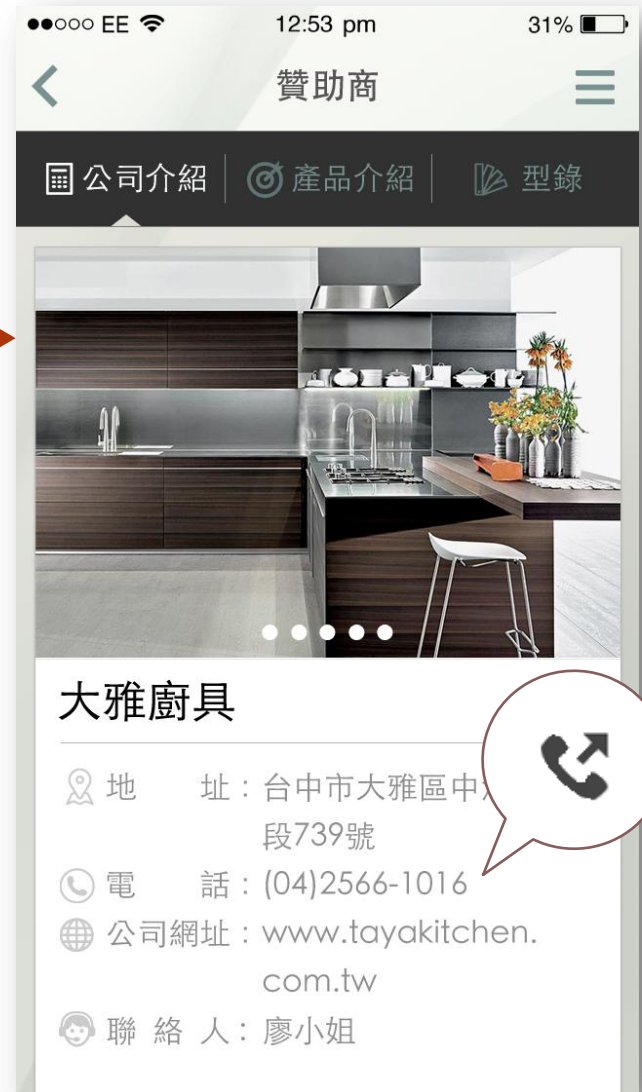 EE 12:53 pm 31%
贊助商
公司介紹 產品介紹 型錄
大雅廚具
地 址：台中市大雅區中
段739號
電 話：(04)2566-1016
公司網址：www.tayakitchen.
com.tw
聯 絡 人：廖小姐